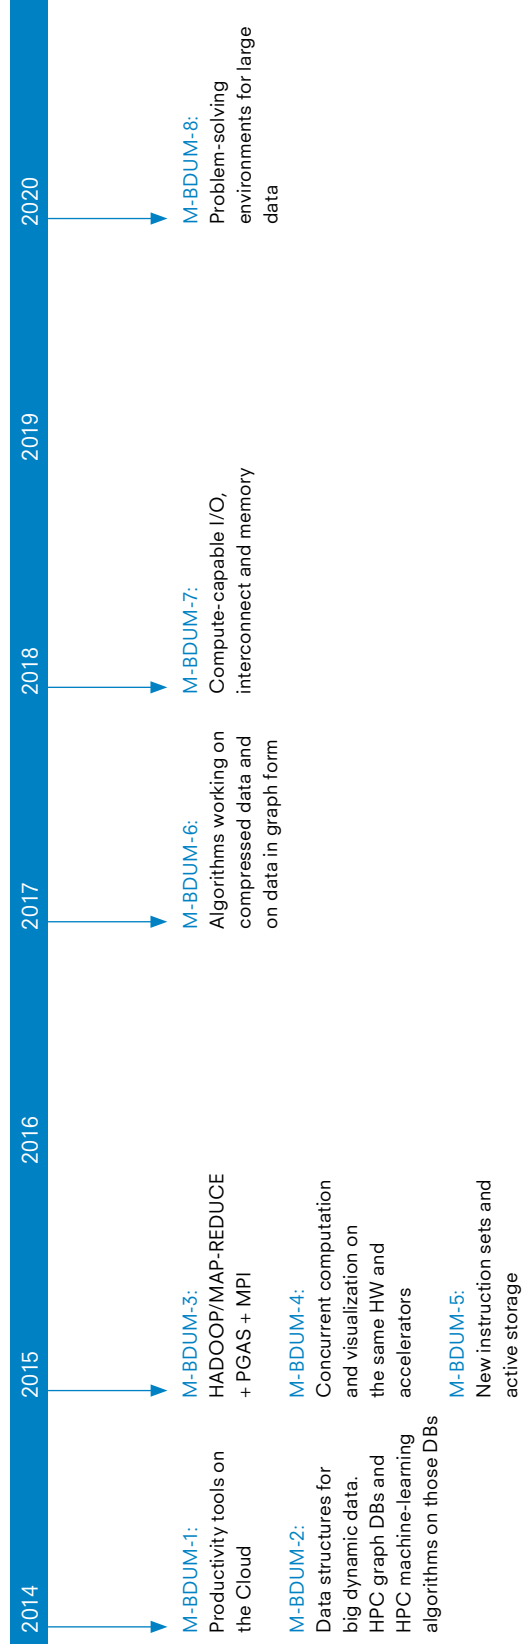 2014
2015
2016
2017
2018
2019
2020
M-BDUM-1:
Productivity tools on
the Cloud
M-BDUM-2:
Data structures for
big dynamic data.
HPC graph DBs and
HPC machine-learning
algorithms on those DBs
M-BDUM-3:
HADOOP/MAP-REDUCE
+ PGAS + MPI
M-BDUM-4:
Concurrent computation
and visualization on
the same HW and
accelerators
M-BDUM-5:
New instruction sets and
active storage
M-BDUM-6:
Algorithms working on
compressed data and
on data in graph form
M-BDUM-7:
Compute-capable I/O,
interconnect and memory
M-BDUM-8:
Problem-solving
environments for large
data